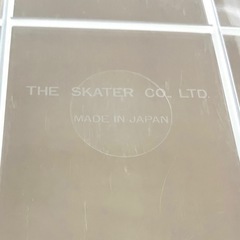 THE SKATER CO. LTD.
MADE IN JAPAN